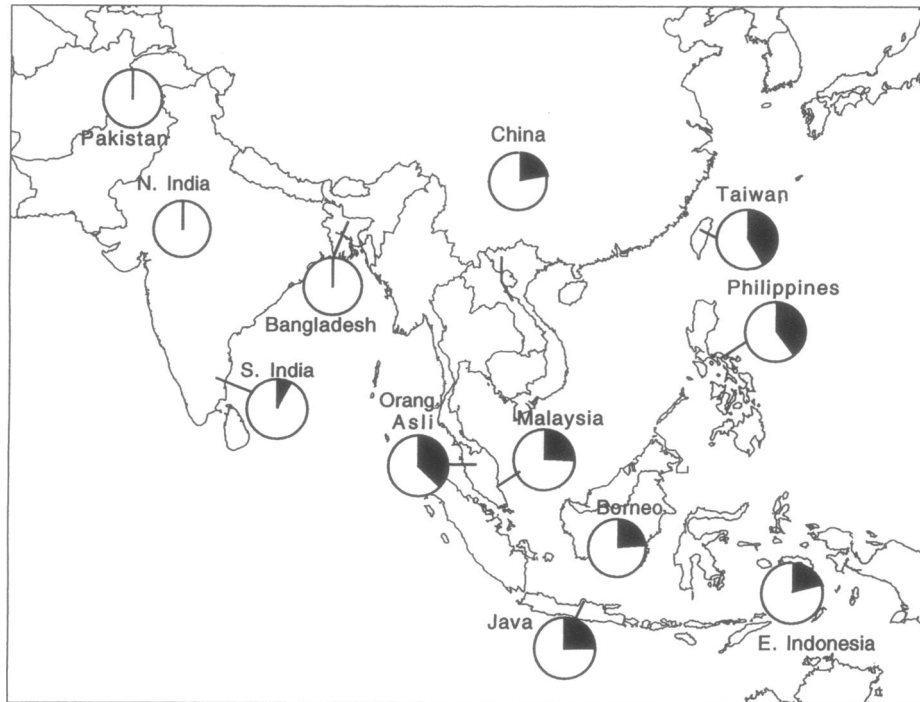 Pakistan
China
N. India
Taiwan
Bangladesh
Philippines
S. India
Orang
Asli
Malaysia
Borneo
Java
E. Indonesia